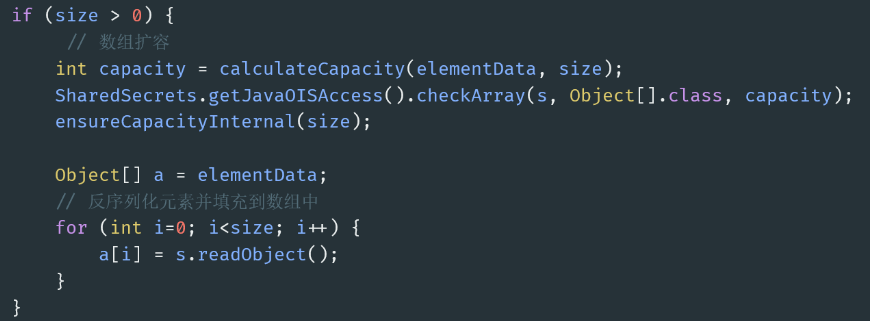 if (size > 0) {
     // 数组扩容
    int capacity = calculateCapacity(elementData, size);
    SharedSecrets.getJavaOISAccess().checkArray(s, Object[].class, capacity);
    ensureCapacityInternal(size);

    Object[] a = elementData;
    // 反序列化元素并填充到数组中
    for (int i=0; i<size; i++) {
        a[i] = s.readObject();
    }
}